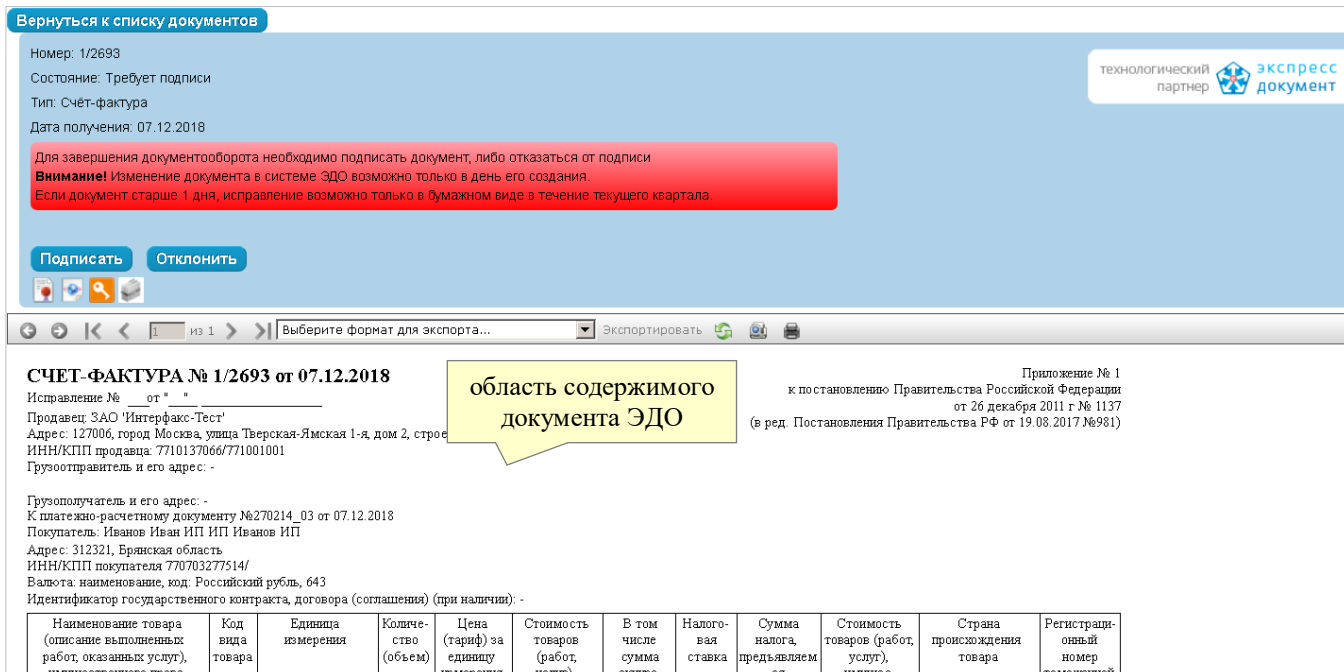 Вернуться к списку документов
Номер: 1/2693
Состояние: Требует подписи
Тип: Счёт-фактура
Дата получения: 07.12.2018
технологический партнер
экспресс документ
Для завершения документооборота необходимо подписать документ, либо отказаться от подписи
Внимание! Изменение документа в системе ЭДО возможно только в день его создания.
Если документ старше 1 дня, исправление возможно только в бумажном виде в течение текущего квартала.
Подписать Отклонить
1 из 1 Выберите формат для экспорта... Экспортировать
СЧЕТ-ФАКТУРА № 1/2693 от 07.12.2018
Исправление № ___от "__" ____________________
Продавец: ЗАО 'Интерфакс-Тест'
Адрес: 127006, город Москва, улица Тверская-Ямская 1-я, дом 2, строе
ИНН/КПП продавца: 7710137066/771001001
Грузоотправитель и его адрес: -
область содержимого
документа ЭДО
Приложение № 1
к постановлению Правительства Российской Федерации
от 26 декабря 2011 г № 1137
(в ред. Постановления Правительства РФ от 19.08.2017 №981)
Грузополучатель и его адрес: -
К платежно-расчетному документу №270214_03 от 07.12.2018
Покупатель: Иванов Иван ИП ИП Иванов ИП
Адрес: 312321, Брянская область
ИНН/КПП покупателя 770703277514/
Валюта: наименование, код: Российский рубль, 643
Идентификатор государственного контракта, договора (соглашения) (при наличии): -
Наименование товара Код Единица Количе- Цена Стоимость В том Налого- Сумма Стоимость Страна Регистраци-
(описание выполненных вида измерения ство (тариф) за товаров числе вая налога, товаров (работ, происхождения онный
работ, оказанных услуг), товара (объем) единицу (работ, сумма ставка предъявляем услуг), товара номер